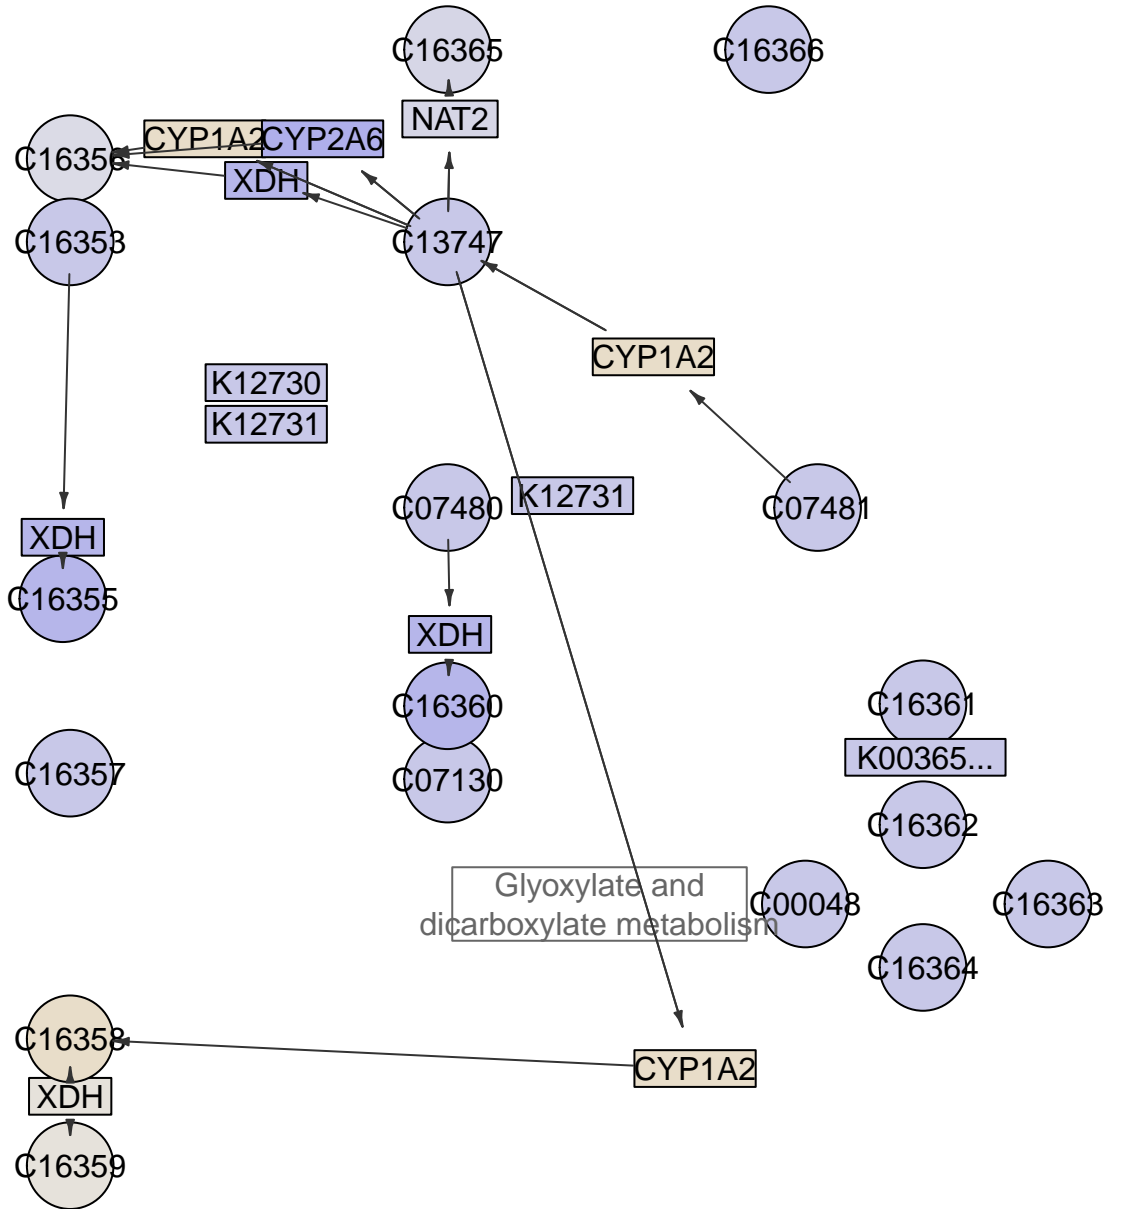 C16365
C16366
NAT2
CYP1A2
CYP2A6
C16356
XDH
C16353
C13747
CYP1A2
K12730
K12731
K12731
C07480
C07481
XDH
C16355
XDH
C16360
C16361
K00365...
C16357
C07130
C16362
Glyoxylate and
dicarboxylate metabolism
C00048
C16363
C16364
C16358
CYP1A2
XDH
C16359